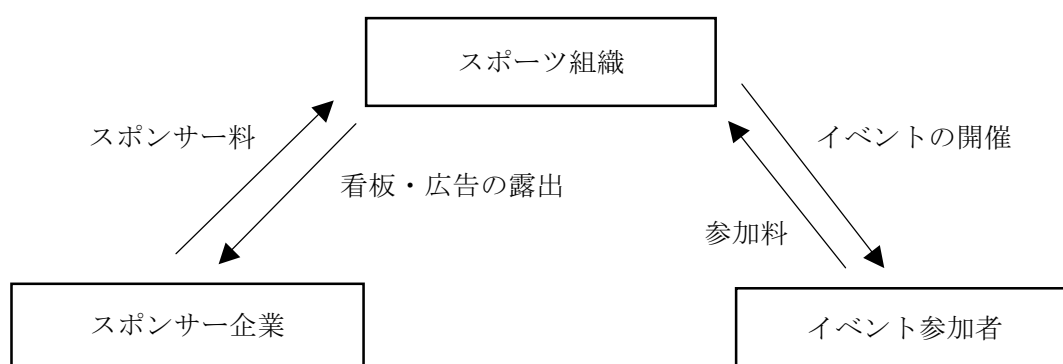 スポーツ組織
スポンサー料
イベントの開催
看板・広告の露出
参加料
スポンサー企業
イベント参加者